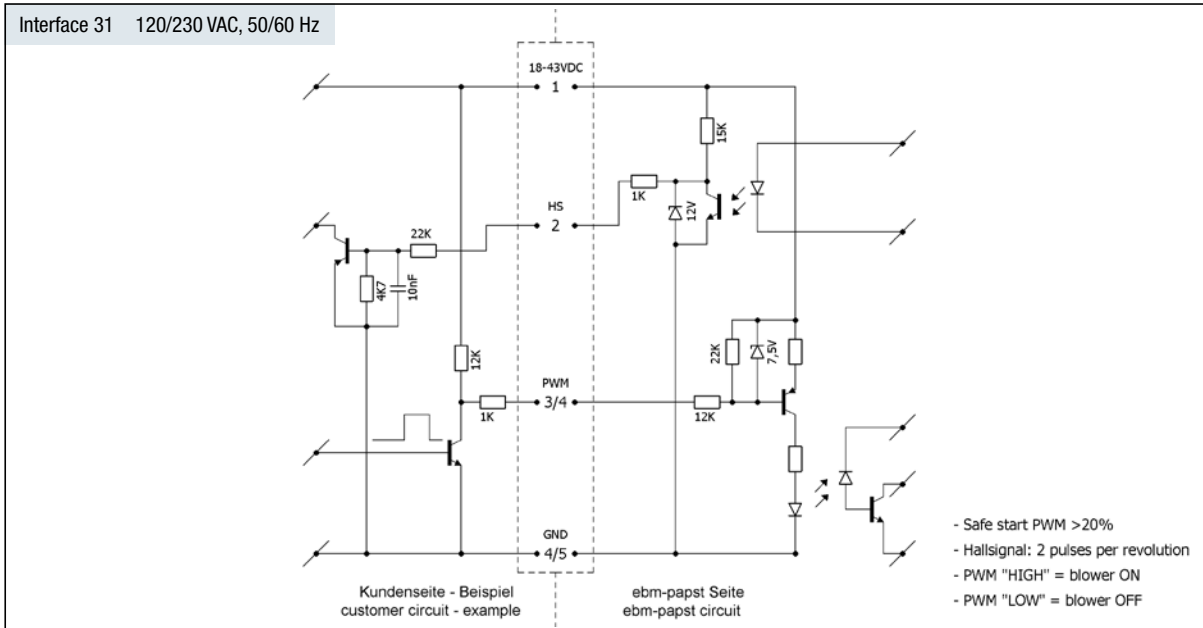 Interface 31 120/230 VAC, 50/60 Hz
18-43VDC
1
15K
1K
12V
HS
2
22K
4K7
10nF
12K
22K
7,5V
PWM
3/4
1K
12K
GND
4/5
Kundenseite - Beispiel
customer circuit - example
ebm-papst Seite
ebm-papst circuit
- Safe start PWM >20%
- Hallsignal: 2 pulses per revolution
- PWM "HIGH" = blower ON
- PWM "LOW" = blower OFF